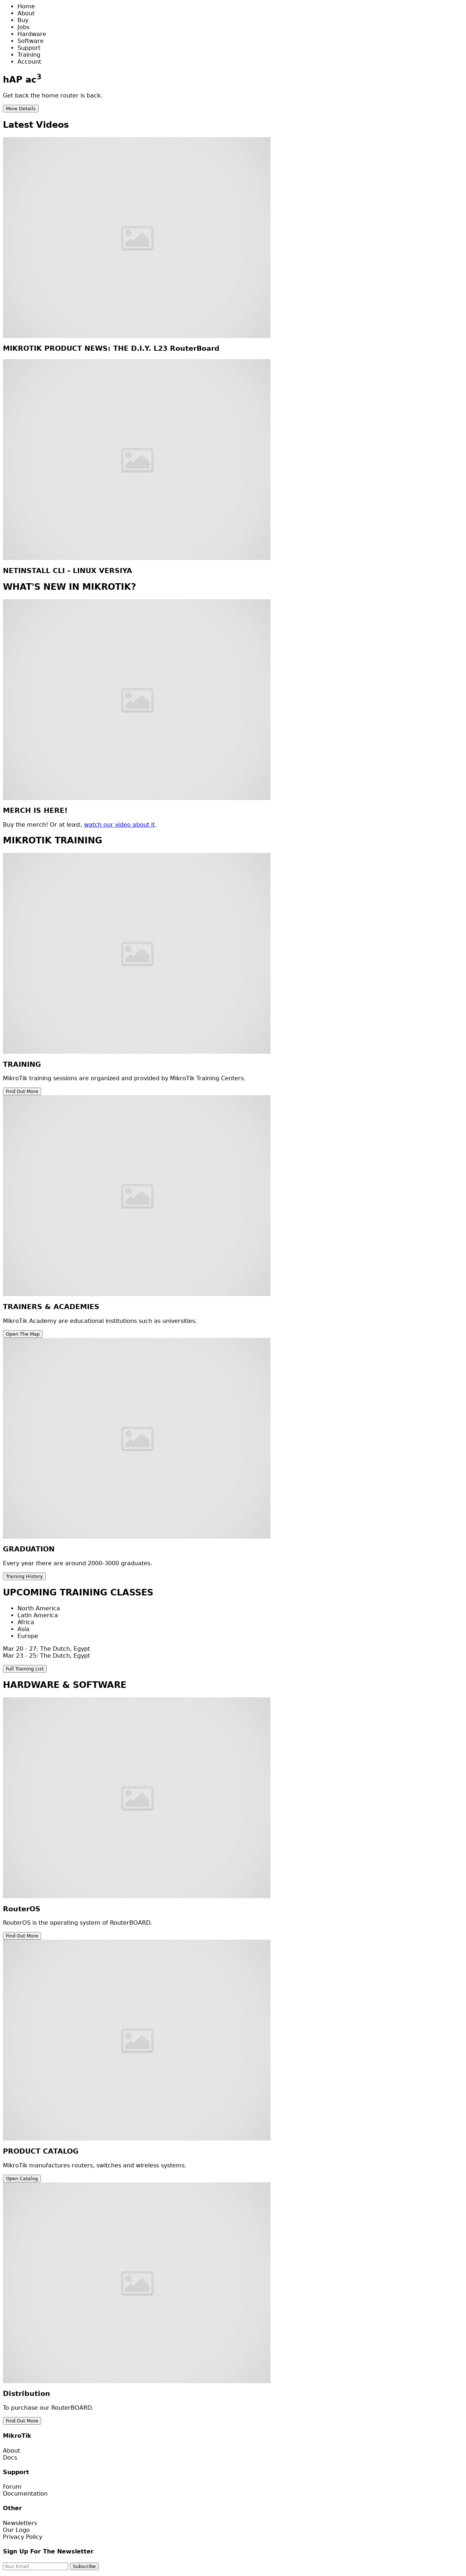 Home
About
Buy
Jobs
Hardware
Software
Support
Training
Account
hAP ac3
Get back the home router is back.
More Details
Latest Videos
MIKROTIK PRODUCT NEWS: THE D.I.Y. L23 RouterBoard
NETINSTALL CLI - LINUX VERSIYA
WHAT'S NEW IN MIKROTIK?
MERCH IS HERE!
Buy the merch! Or at least, watch our video about it.
MIKROTIK TRAINING
TRAINING
MikroTik training sessions are organized and provided by MikroTik Training Centers.
Find Out More
TRAINERS & ACADEMIES
MikroTik Academy are educational institutions such as universities.
Open The Map
GRADUATION
Every year there are around 2000-3000 graduates.
Training History
UPCOMING TRAINING CLASSES
North America
Latin America
Africa
Asia
Europe
Mar 20 - 27: The Dutch, Egypt
Mar 23 - 25: The Dutch, Egypt
Full Training List
HARDWARE & SOFTWARE
RouterOS
RouterOS is the operating system of RouterBOARD.
Find Out More
PRODUCT CATALOG
MikroTik manufactures routers, switches and wireless systems.
Open Catalog
Distribution
To purchase our RouterBOARD.
Find Out More
MikroTik
About
Docs
Support
Forum
Documentation
Other
Newsletters
Our Logo
Privacy Policy
Sign Up For The Newsletter
Your Email Subscribe